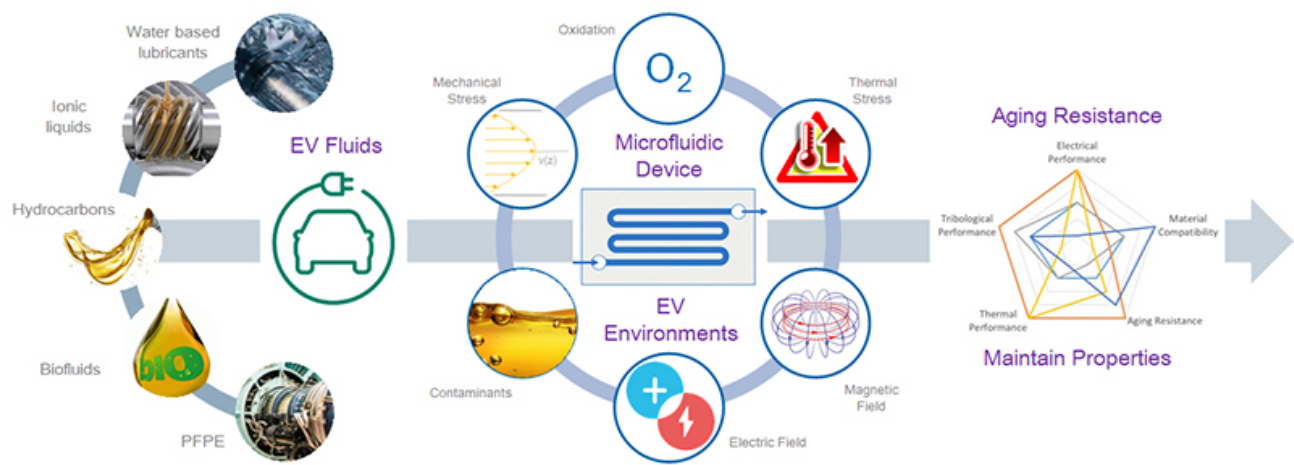 Water based
lubricants
Ionic
liquids
Hydrocarbons
Biofluids
PFPE
EV Fluids
Oxidation
O2
Mechanical
Stress
v(z)
Thermal
Stress
Microfluidic
Device
EV
Environments
Contaminants
Electric Field
Magnetic
Field
bio
Aging Resistance
Electrical
Performance
Tribological
Performance
Material
Compatibility
Thermal
Performance
Aging Resistance
Maintain Properties